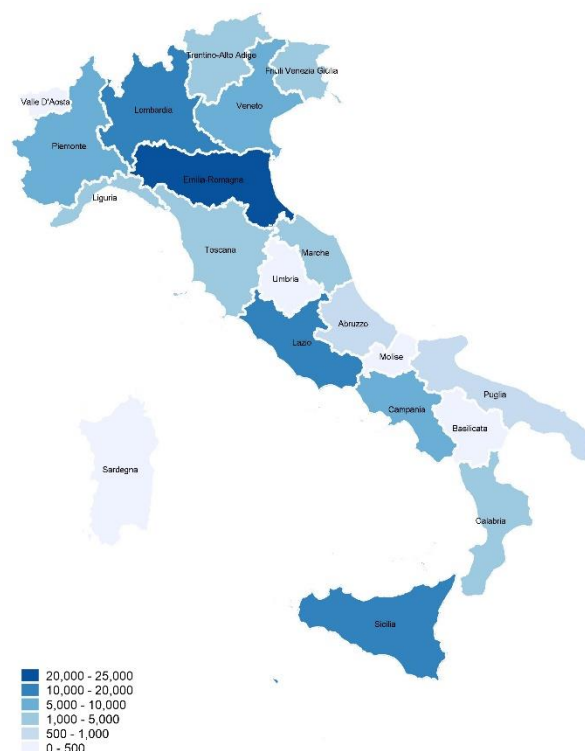 Trentino-Alto Adige
Friuli Venezia Giulia
Valle D'Aosta
Lombardia
Veneto
Piemonte
Emilia-Romagna
Liguria
Toscana
Marche
Umbria
Lazio
Abruzzo
Molise
Puglia
Campania
Basilicata
Sardegna
Calabria
Sicilia
20,000 - 25,000
10,000 - 20,000
5,000 - 10,000
1,000 - 5,000
500 - 1,000
0 - 500